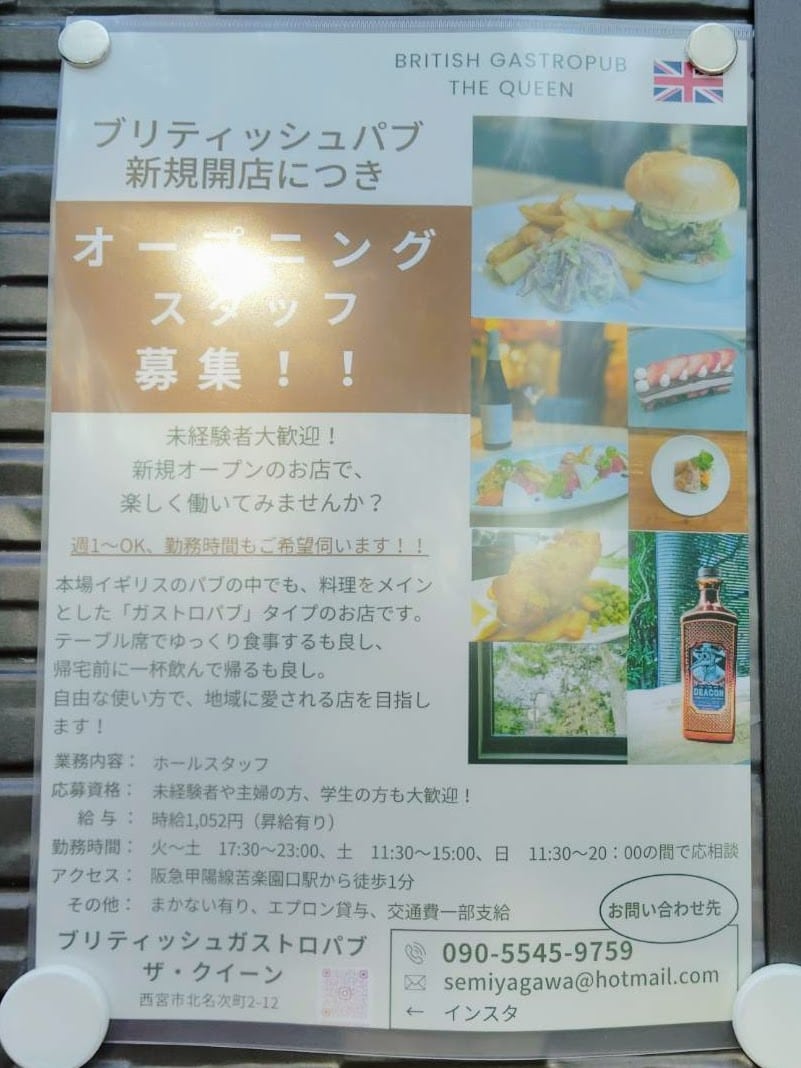 BRITISH GASTROPUB
THE QUEEN
ブリティッシュパブ
新規開店につき
オープニング
スタッフ
募集！！
未経験者大歓迎！
新規オープンのお店で、
楽しく働いてみませんか？
週1〜OK、勤務時間もご希望伺います！！
本場イギリスのパブの中でも、料理をメイン
とした「ガストロパブ」タイプのお店です。
テーブル席でゆっくり食事するも良し、
帰宅前に一杯飲んで帰るも良し。
自由な使い方で、地域に愛される店を目指し
ます！
DEACON
業務内容： ホールスタッフ
応募資格： 未経験者や主婦の方、学生の方も大歓迎！
給与： 時給1,052円（昇給有り）
勤務時間： 火〜土 17:30〜23:00、土 11:30〜15:00、日 11:30〜20：00の間で応相談
アクセス： 阪急甲陽線苦楽園口駅から徒歩1分
その他： まかない有り、エプロン貸与、交通費一部支給
お問い合わせ先
ブリティッシュガストロパブ
ザ・クイーン
西宮市北名次町2-12
090-5545-9759
semiyagawa@hotmail.com
← インスタ